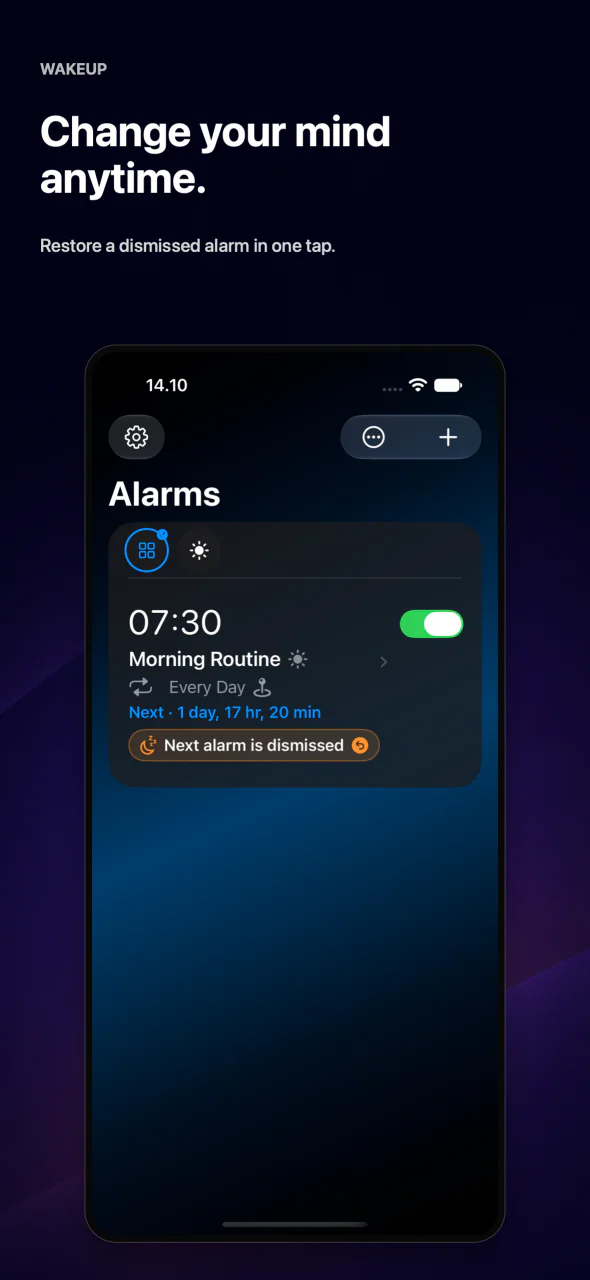 WAKEUP
Change your mind
anytime.
Restore a dismissed alarm in one tap.
14.10
Alarms
07:30
Morning Routine
Every Day
Next · 1 day, 17 hr, 20 min
Next alarm is dismissed